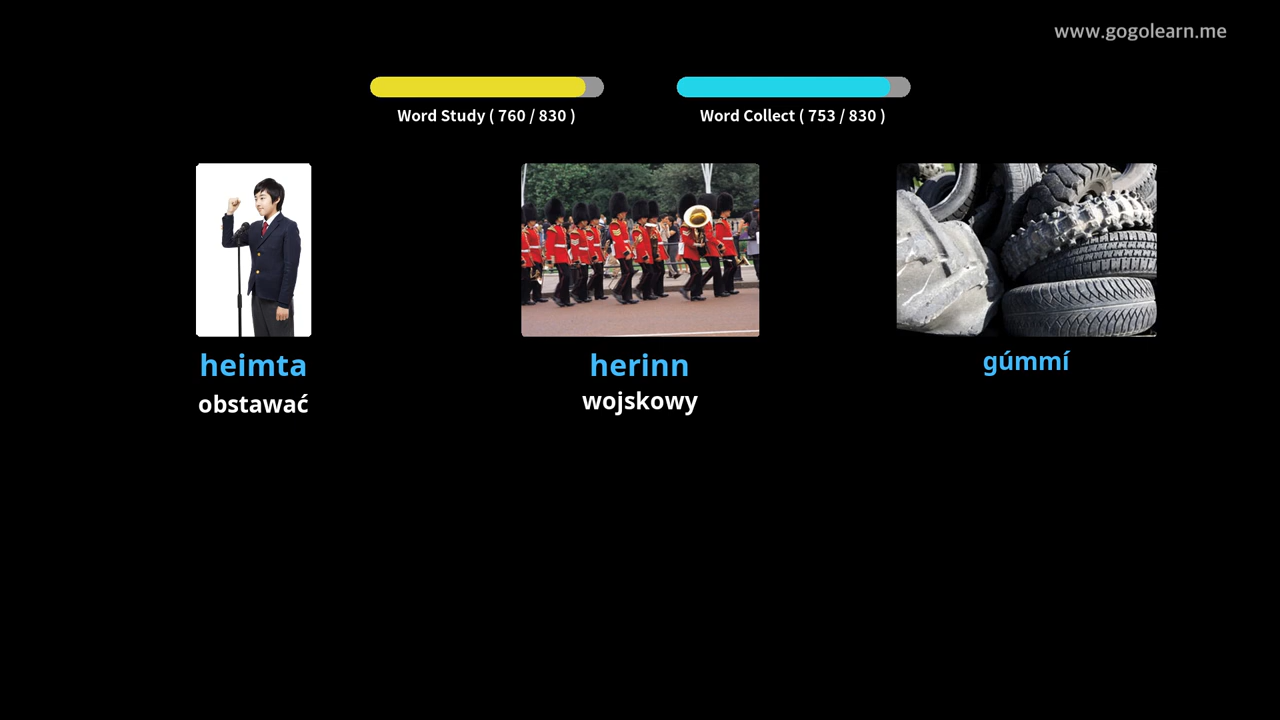 www.gogolearn.me
Word Study ( 760 / 830 )
Word Collect ( 753 / 830 )
heimta
obstawać
herinn
wojskowy
gúmmí